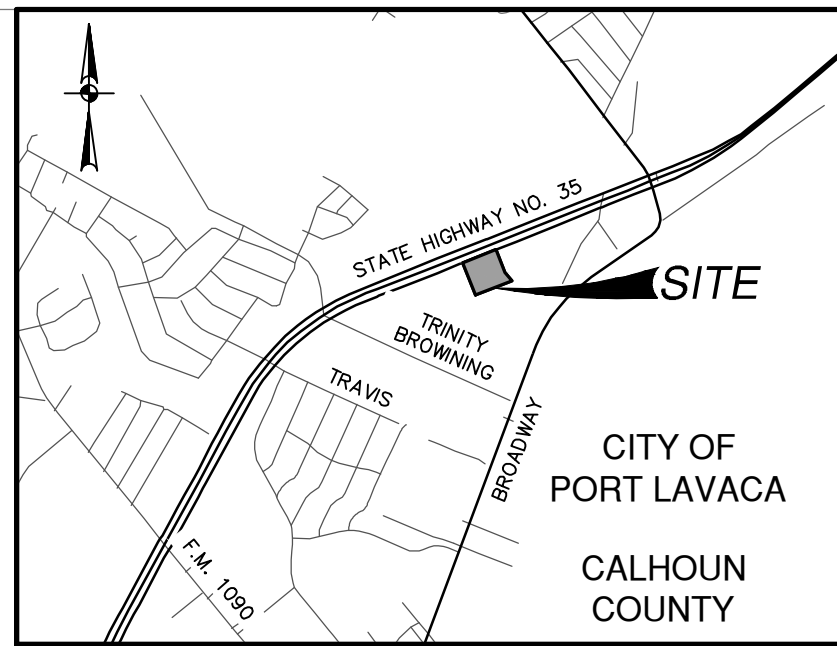 STATE HIGHWAY NO. 35
SITE
TRINITY
BROWINING
TRAVIS
BROADWAY
CITY OF
PORT LAVACA
CALHOUN
COUNTY
F.M. 1090